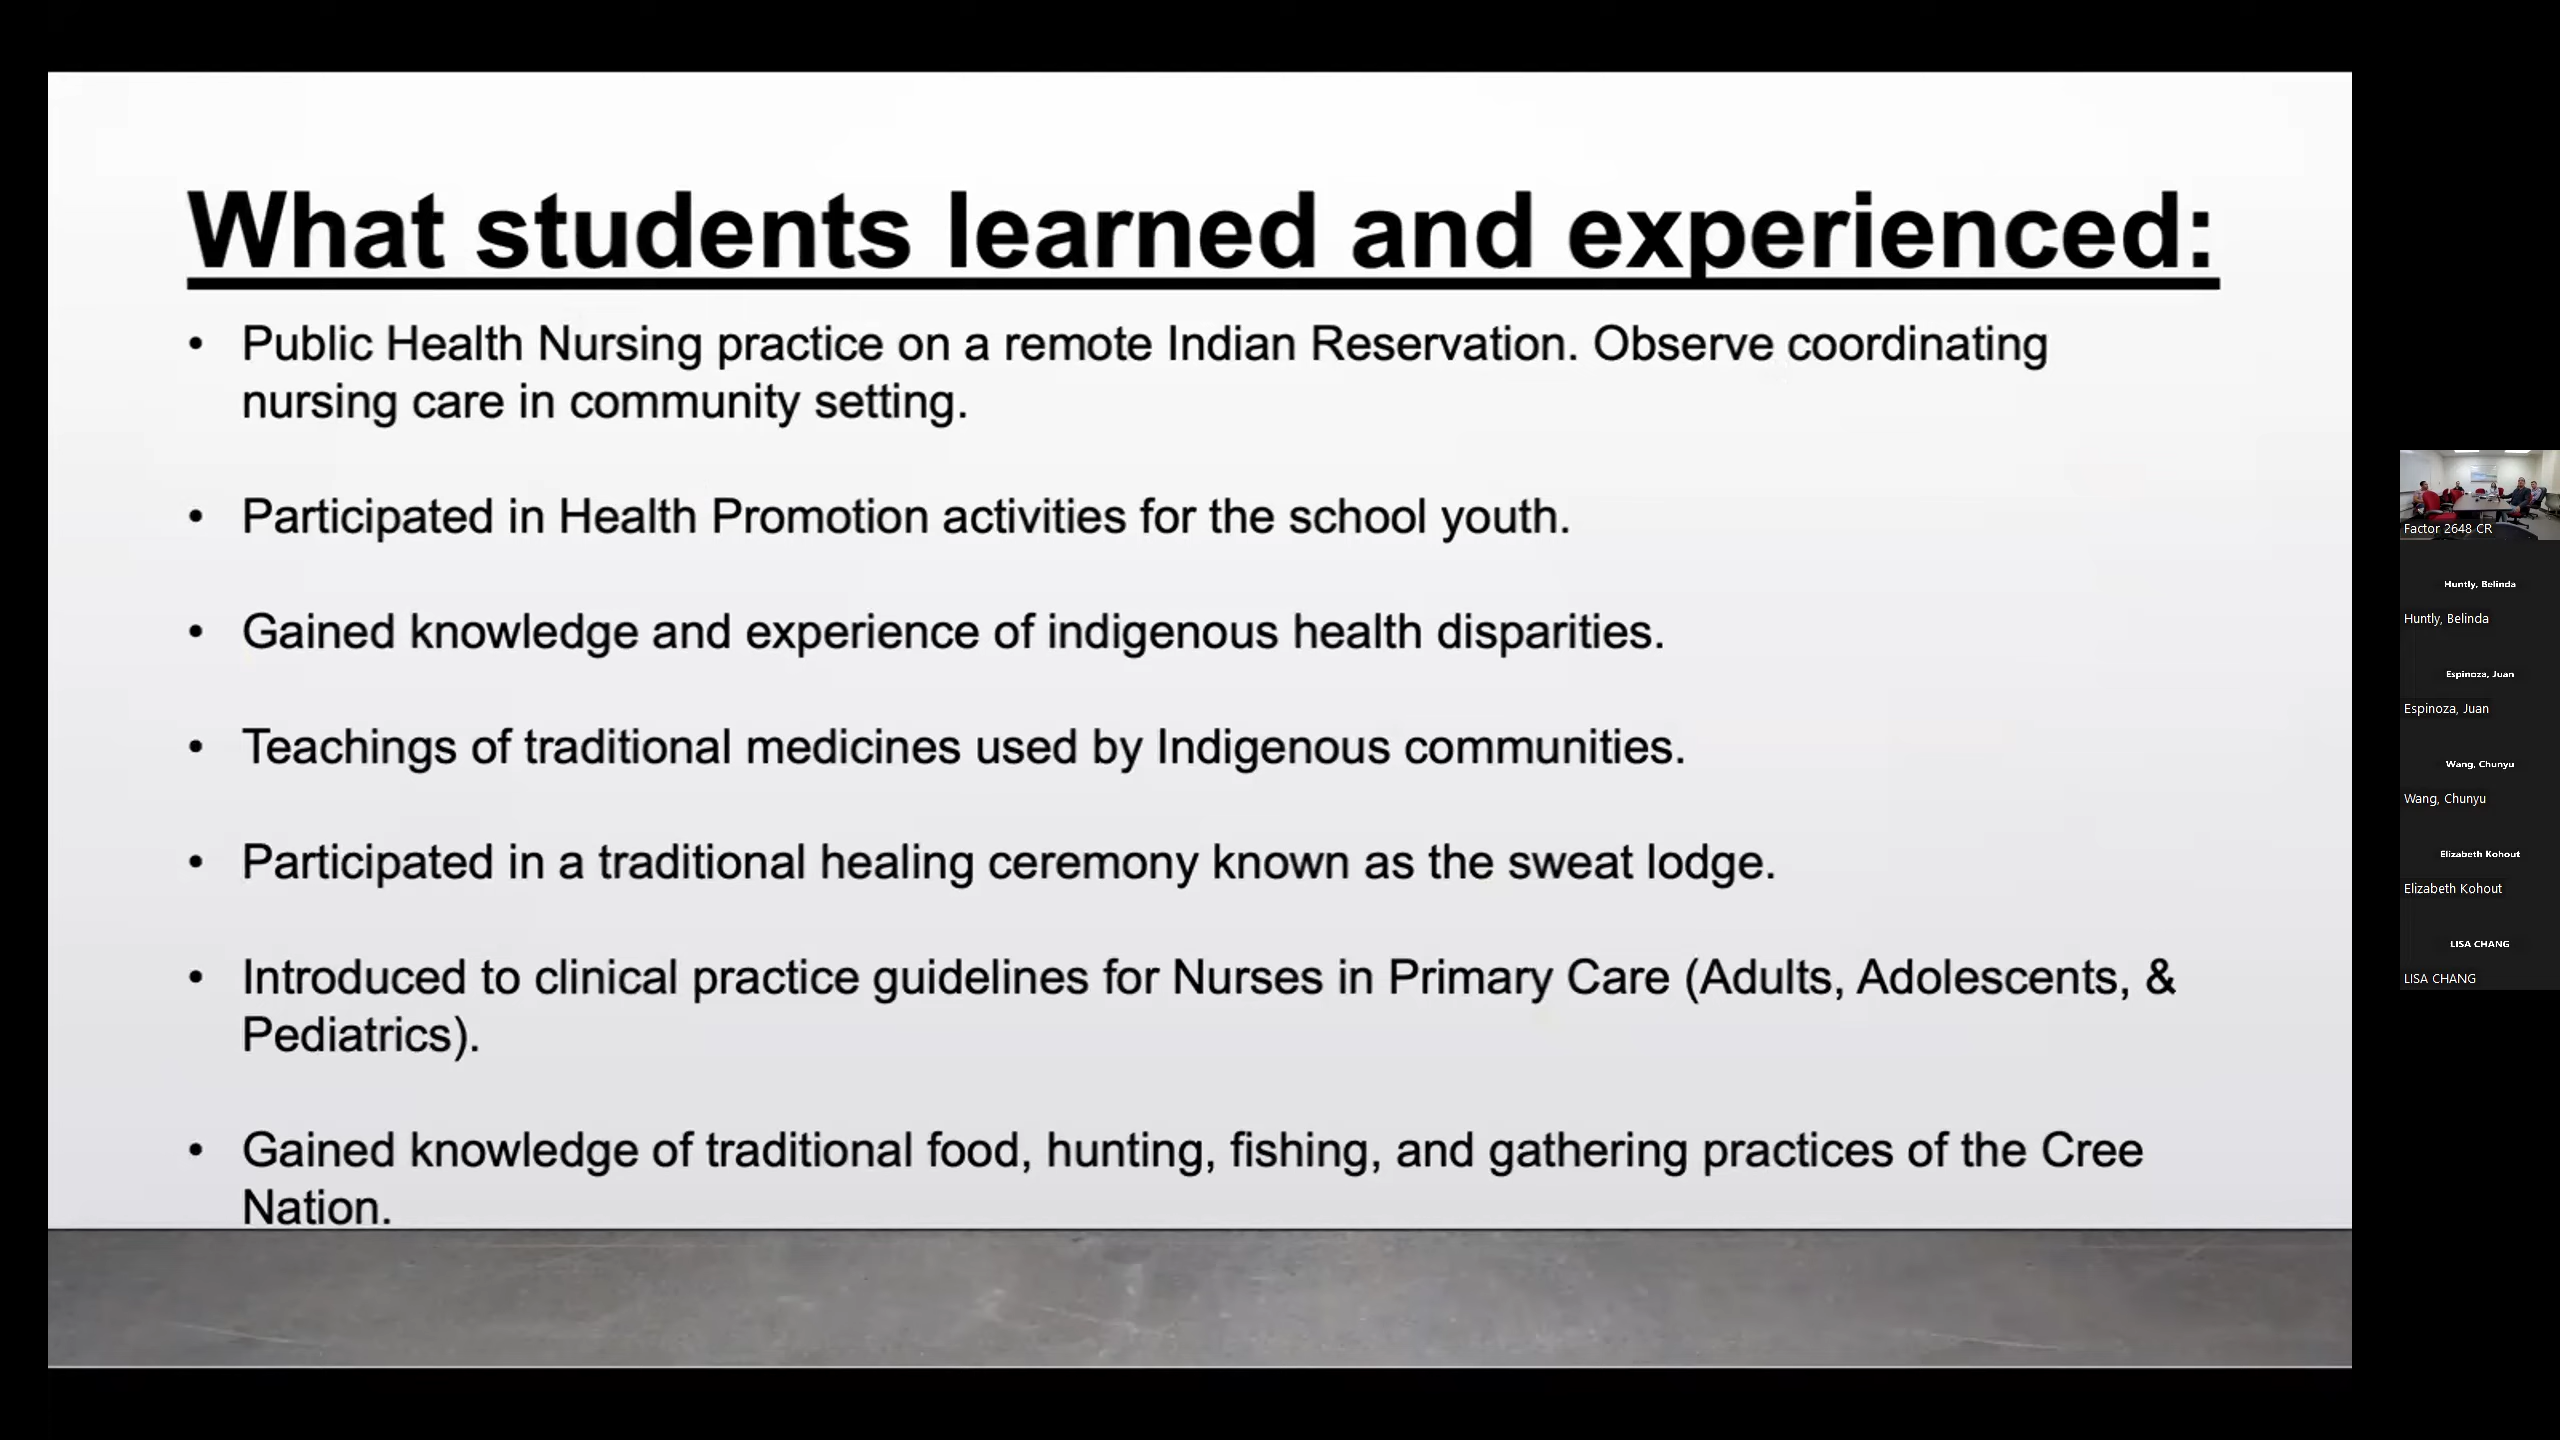 What students learned and experienced:
• Public Health Nursing practice on a remote Indian Reservation. Observe coordinating
nursing care in community setting.
• Participated in Health Promotion activities for the school youth.
• Gained knowledge and experience of indigenous health disparities.
• Teachings of traditional medicines used by Indigenous communities.
• Participated in a traditional healing ceremony known as the sweat lodge.
• Introduced to clinical practice guidelines for Nurses in Primary Care (Adults, Adolescents, &
Pediatrics).
• Gained knowledge of traditional food, hunting, fishing, and gathering practices of the Cree
Nation.
Factor 2648 CR
Huntly, Belinda
Huntly, Belinda
Espinoza, Juan
Espinoza, Juan
Wang, Chunyu
Wang, Chunyu
Elizabeth Kohout
Elizabeth Kohout
LISA CHANG
LISA CHANG